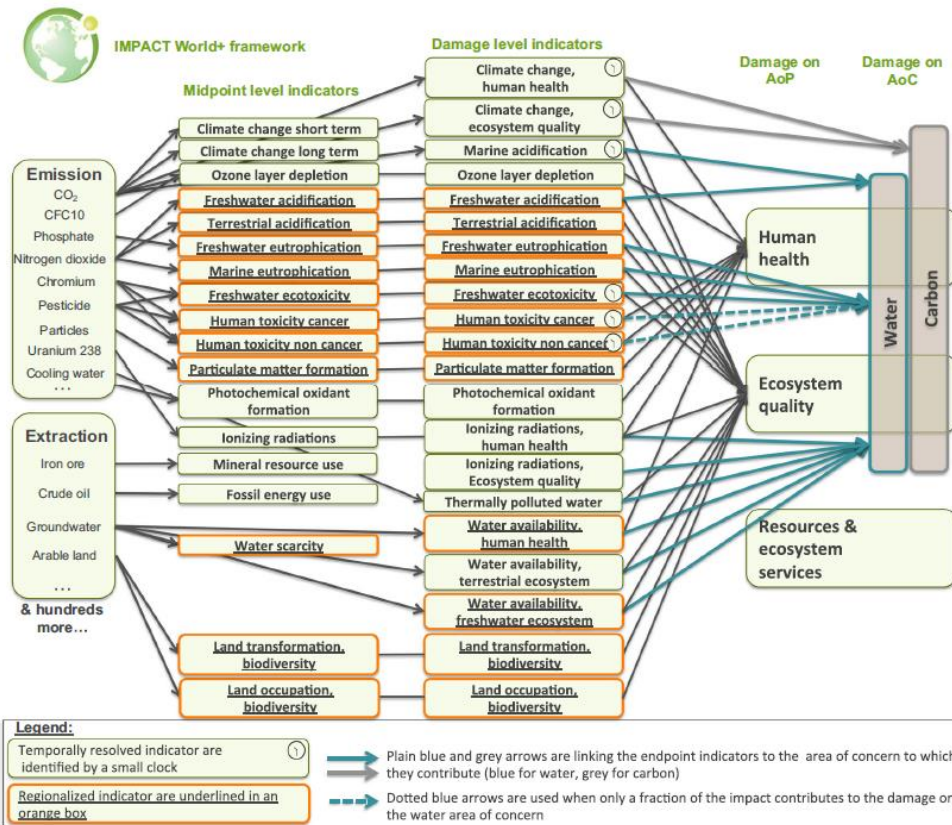 IMPACT World+ framework
Midpoint level indicators
Damage level indicators
Damage on
AoP
Damage on
AoC
Emission
CO₂
CFC10
Phosphate
Nitrogen dioxide
Chromium
Pesticide
Particles
Uranium 238
Cooling water
...
Extraction
Iron ore
Crude oil
Groundwater
Arable land
...
& hundreds
more...
Climate change short term
Climate change long term
Ozone layer depletion
Freshwater acidification
Terrestrial acidification
Freshwater eutrophication
Marine eutrophication
Freshwater ecotoxicity
Human toxicity cancer
Human toxicity non cancer
Particulate matter formation
Photochemical oxidant
formation
Ionizing radiations
Mineral resource use
Fossil energy use
Water scarcity
Land transformation,
biodiversity
Land occupation,
biodiversity
Climate change,
human health
Climate change,
ecosystem quality
Marine acidification
Ozone layer depletion
Freshwater acidification
Terrestrial acidification
Freshwater eutrophication
Marine eutrophication
Freshwater ecotoxicity
Human toxicity cancer
Human toxicity non cancer
Particulate matter formation
Photochemical oxidant
formation
Ionizing radiations,
human health
Ionizing radiations,
Ecosystem quality
Thermally polluted water
Water availability,
human health
Water availability,
terrestrial ecosystem
Water availability,
freshwater ecosystem
Land transformation,
biodiversity
Land occupation,
biodiversity
Human
health
Ecosystem
quality
Resources &
ecosystem
services
Water
Carbon
Legend:
Temporally resolved indicator are
identified by a small clock
Regionalized indicator are underlined in an
orange box
Plain blue and grey arrows are linking the endpoint indicators to the area of concern to which
they contribute (blue for water, grey for carbon)
Dotted blue arrows are used when only a fraction of the impact contributes to the damage on
the water area of concern